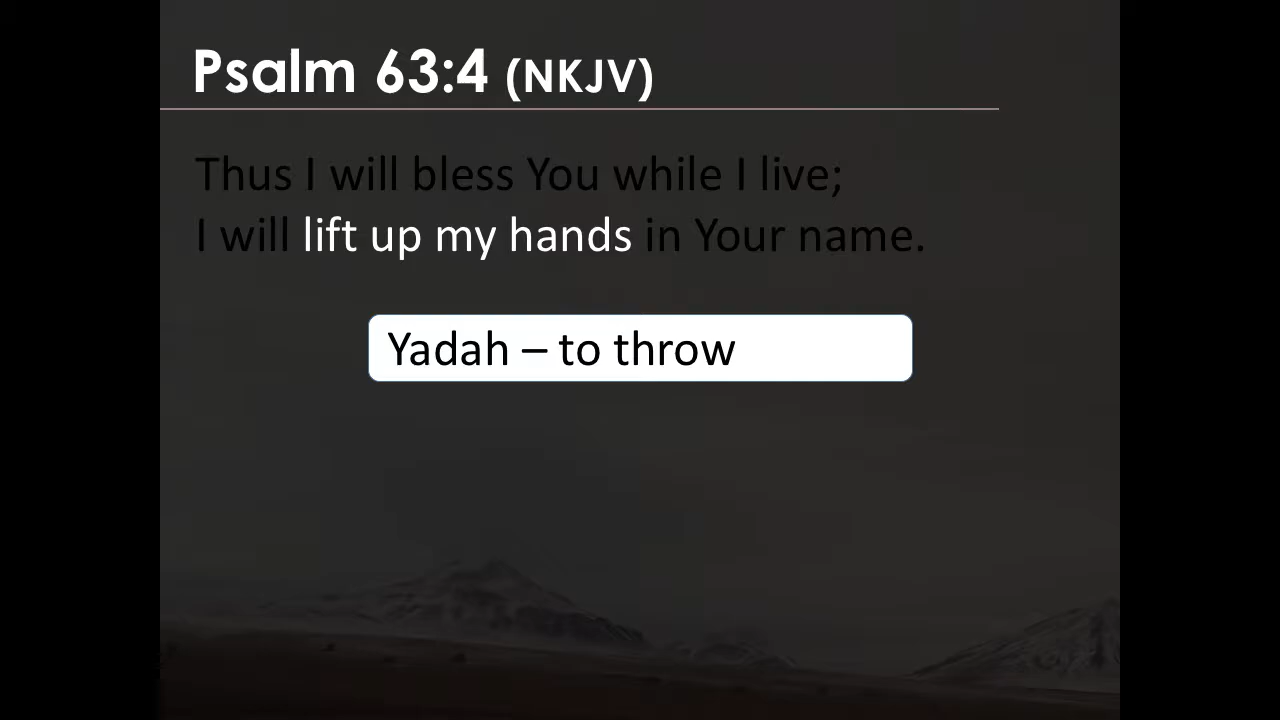 Psalm 63:4 (NKJV)
Thus I will bless You while I live;
I will lift up my hands in Your name.
Yadah – to throw